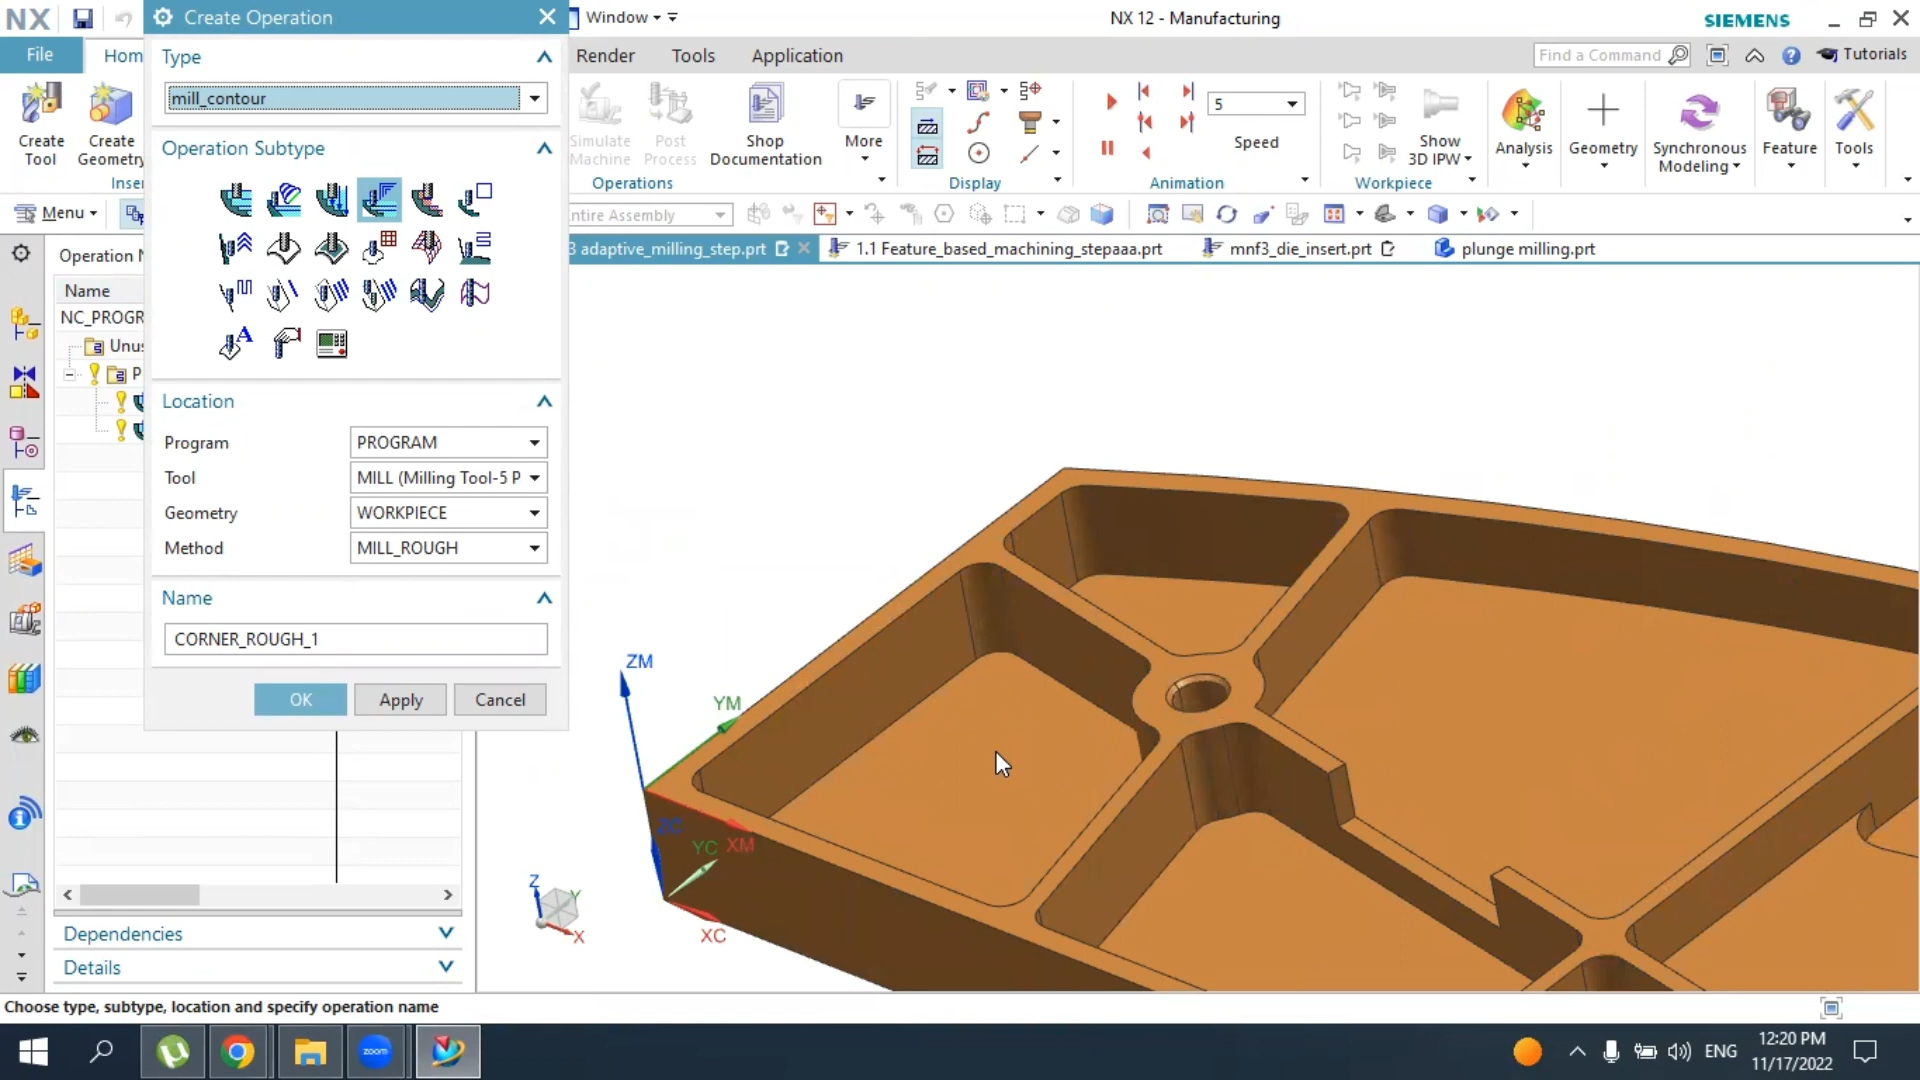 NX
Create Operation
Window
NX 12 - Manufacturing
SIEMENS
File
Hom
Render
Tools
Application
Find a Command
Tutorials
Type
mill_contour
Create Tool
Create Geometry
Simulate Machine
Post Process
Shop Documentation
More
5
Speed
Show 3D IPW
Analysis
Geometry
Synchronous Modeling
Feature
Tools
Inser
Operations
Display
Animation
Workpiece
Menu
ntire Assembly
Operation Subtype
Operation N
3 adaptive_milling_step.prt
1.1 Feature_based_machining_stepaaa.prt
mnf3_die_insert.prt
plunge milling.prt
Name
NC_PROGR
Unus
P
A
Location
Program
PROGRAM
Tool
MILL (Milling Tool-5 P
Geometry
WORKPIECE
Method
MILL_ROUGH
Name
CORNER_ROUGH_1
OK
Apply
Cancel
ZM
YM
ZC
YC
XM
XC
Z
Y
X
Dependencies
Details
Choose type, subtype, location and specify operation name
zoom
ENG
12:20 PM
11/17/2022